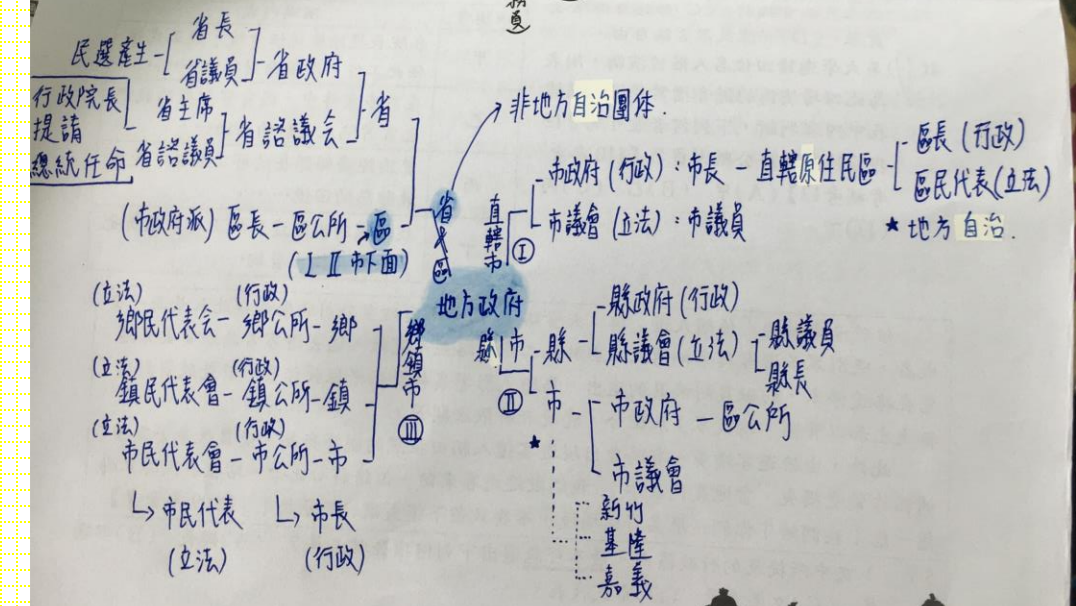 務員)
省長
民選產生-[
]-省政府
省議員
行政院長
提請
總統任命
省主席
省諮議員
]-省諮議会
]-省
非地方自治團体
省&區
(市政府派) 區長-區公所-區
(I、II市下面)
地方政府
直轄市
①
市政府(行政):市長-直轄原住民區
區長(行政)
區民代表(立法)
★地方自治.
市議會(立法):市議員
縣市
Ⅱ
縣
縣政府(行政)
縣議會(立法)
縣議員
縣長
市
★
市政府-區公所
市議會
新竹
基隆
嘉義
鄉鎮市
Ⅲ
(立法) (行政)
鄉民代表会-鄉公所-鄉
(立法) (行政)
鎮民代表會-鎮公所-鎮
(立法) (行政)
市民代表會-市公所-市
↳市民代表 ↳市長
(立法) (行政)